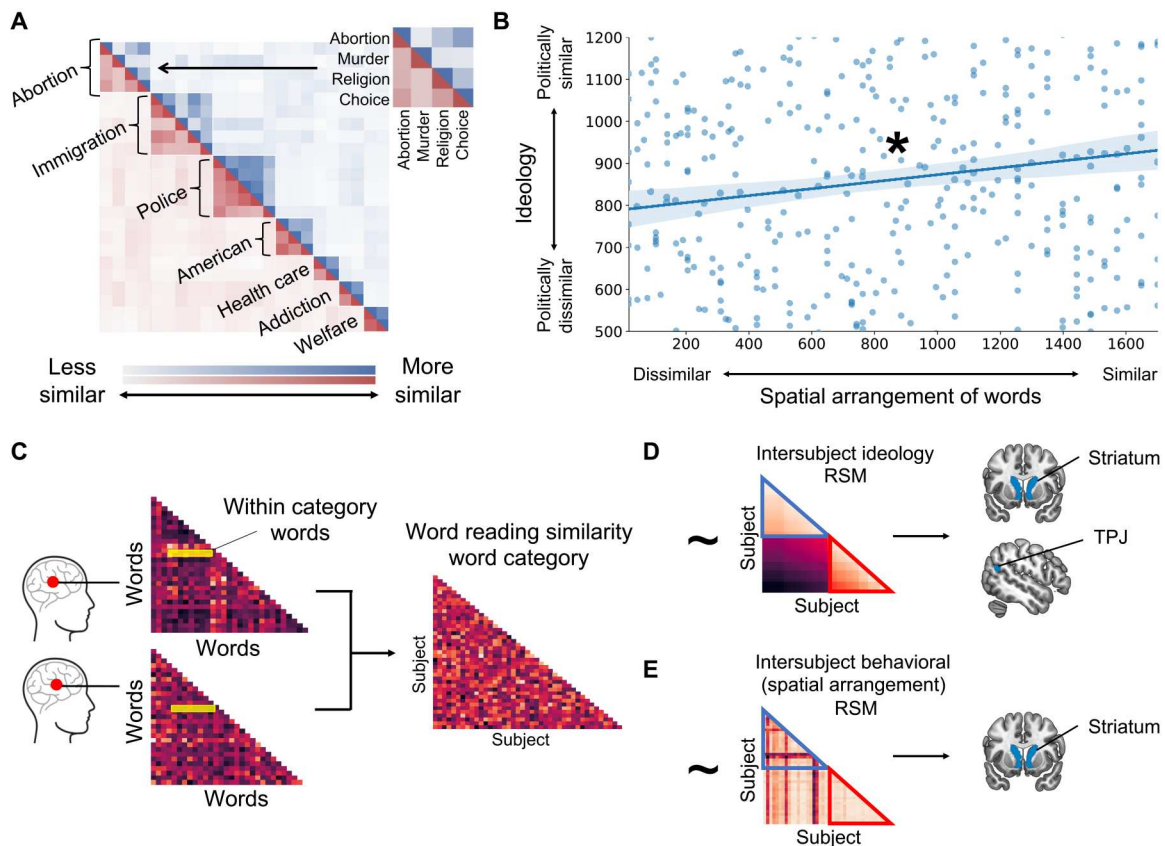 A
Abortion
Immigration
Police
American
Health care
Addiction
Welfare
Abortion
Murder
Religion
Choice
Abortion
Murder
Religion
Choice
Less
similar
More
similar
B
Ideology
Politically
similar
Politically
dissimilar
1200
1100
1000
900
800
700
600
500
*
200
400
600
800
1000
1200
1400
1600
Dissimilar
Similar
Spatial arrangement of words
C
Words
Words
Within category
words
Words
Words
Word reading similarity
word category
Subject
Subject
D
~
Intersubject ideology
RSM
Subject
Subject
Striatum
TPJ
E
~
Intersubject behavioral
(spatial arrangement)
RSM
Subject
Subject
Striatum